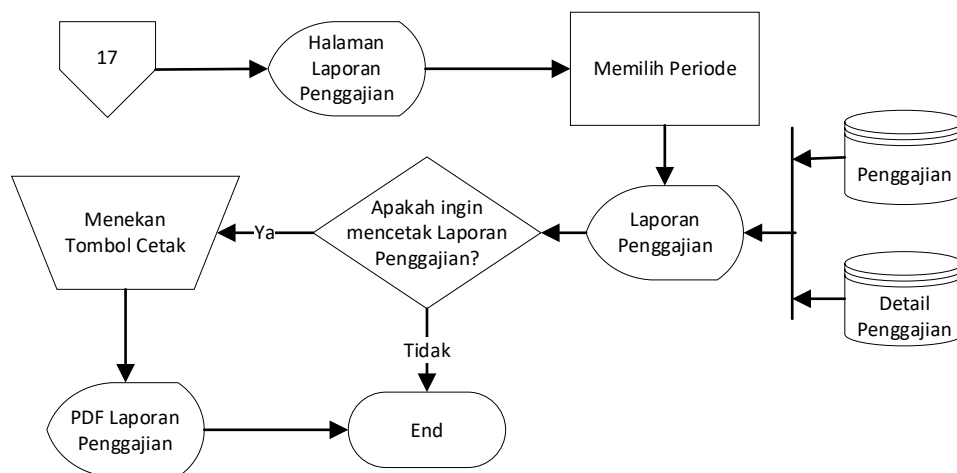 17
Halaman
Laporan
Penggajian
Memilih Periode
Penggajian
Detail
Penggajian
Laporan
Penggajian
Apakah ingin
mencetak Laporan
Penggajian?
Ya
Menekan
Tombol Cetak
Tidak
PDF Laporan
Penggajian
End